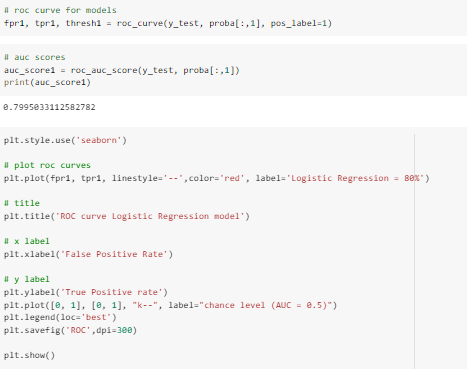 # roc curve for models
fpr1, tpr1, thresh1 = roc_curve(y_test, proba[:,1], pos_label=1)
# auc scores
auc_score1 = roc_auc_score(y_test, proba[:,1])
print(auc_score1)
0.7995033112582782
plt.style.use('seaborn')
# plot roc curves
plt.plot(fpr1, tpr1, linestyle='--',color='red', label='Logistic Regression = 80%')
# title
plt.title('ROC curve Logistic Regression model')
# x label
plt.xlabel('False Positive Rate')
# y label
plt.ylabel('True Positive rate')
plt.plot([0, 1], [0, 1], "k--", label="chance level (AUC = 0.5)")
plt.legend(loc='best')
plt.savefig('ROC',dpi=300)
plt.show()